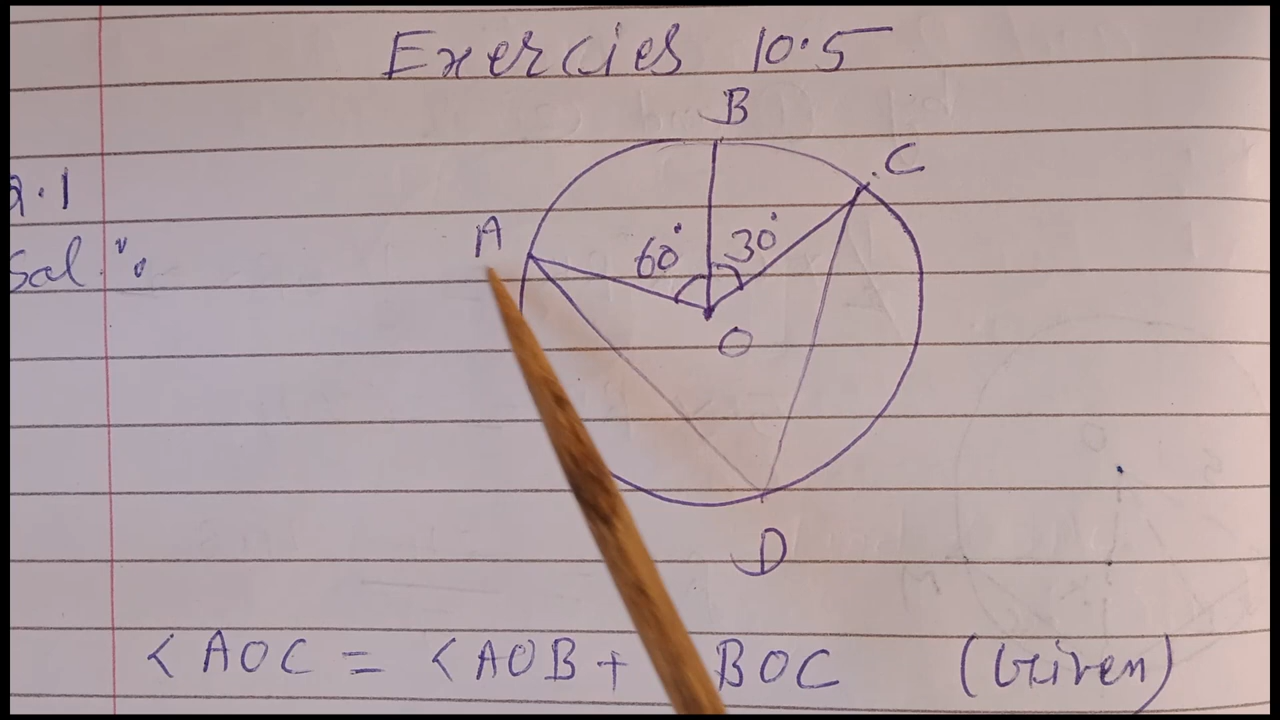 Exercies 10.5
B
C
Q.1
A
60° 30°
Sol :
O
D
<AOC = <AOB + BOC (Given)